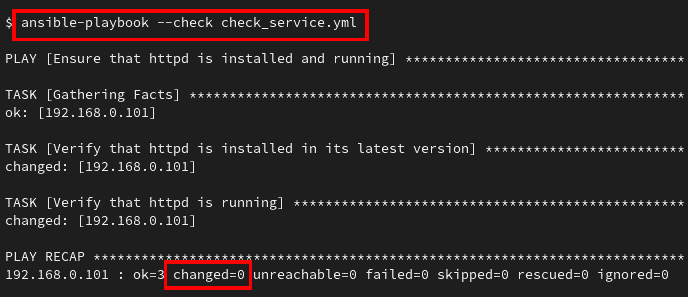 $ ansible-playbook --check check_service.yml
PLAY [Ensure that httpd is installed and running] ***********************************
TASK [Gathering Facts] **************************************************************
ok: [192.168.0.101]
TASK [Verify that httpd is installed in its latest version] *************************
changed: [192.168.0.101]
TASK [Verify that httpd is running] *************************************************
changed: [192.168.0.101]
PLAY RECAP **************************************************************************
192.168.0.101 : ok=3 changed=0 unreachable=0 failed=0 skipped=0 rescued=0 ignored=0